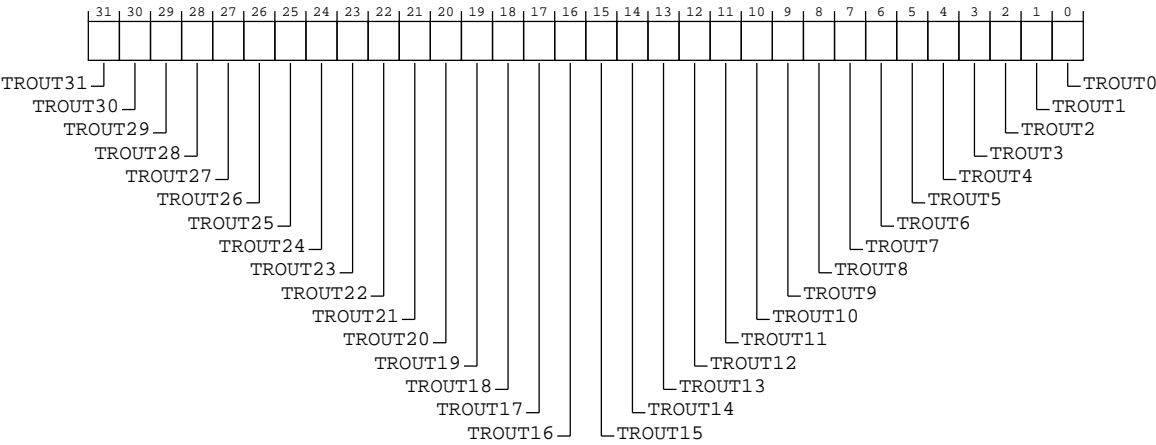 31 30 29 28 27 26 25 24 23 22 21 20 19 18 17 16 15 14 13 12 11 10 9 8 7 6 5 4 3 2 1 0
TROUT31 TROUT0
TROUT30 TROUT1
TROUT29 TROUT2
TROUT28 TROUT3
TROUT27 TROUT4
TROUT26 TROUT5
TROUT25 TROUT6
TROUT24 TROUT7
TROUT23 TROUT8
TROUT22 TROUT9
TROUT21 TROUT10
TROUT20 TROUT11
TROUT19 TROUT12
TROUT18 TROUT13
TROUT17 TROUT14
TROUT16 TROUT15